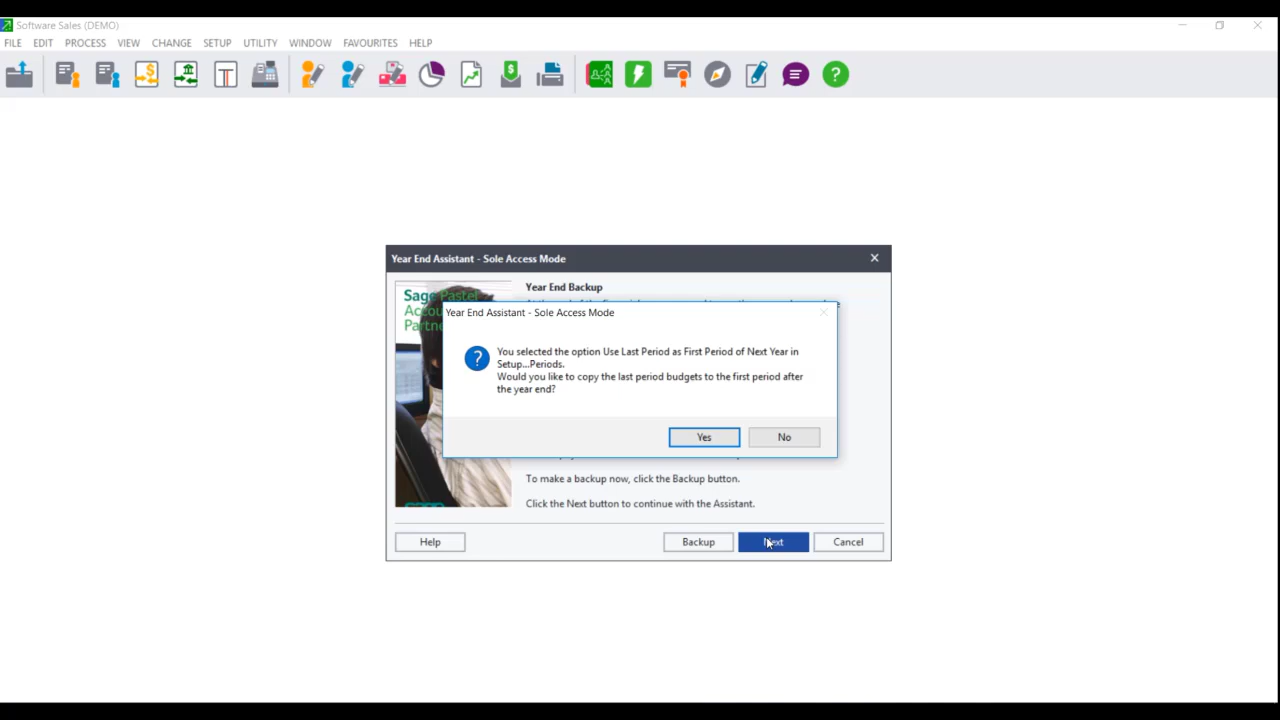 Software Sales (DEMO)
FILE EDIT PROCESS VIEW CHANGE SETUP UTILITY WINDOW FAVOURITES HELP
Year End Assistant - Sole Access Mode
Year End Backup
Sage Pastel
Year End Assistant - Sole Access Mode
You selected the option Use Last Period as First Period of Next Year in
Setup...Periods.
Would you like to copy the last period budgets to the first period after
the year end?
Yes No
To make a backup now, click the Backup button.
Click the Next button to continue with the Assistant.
Help Backup Next Cancel